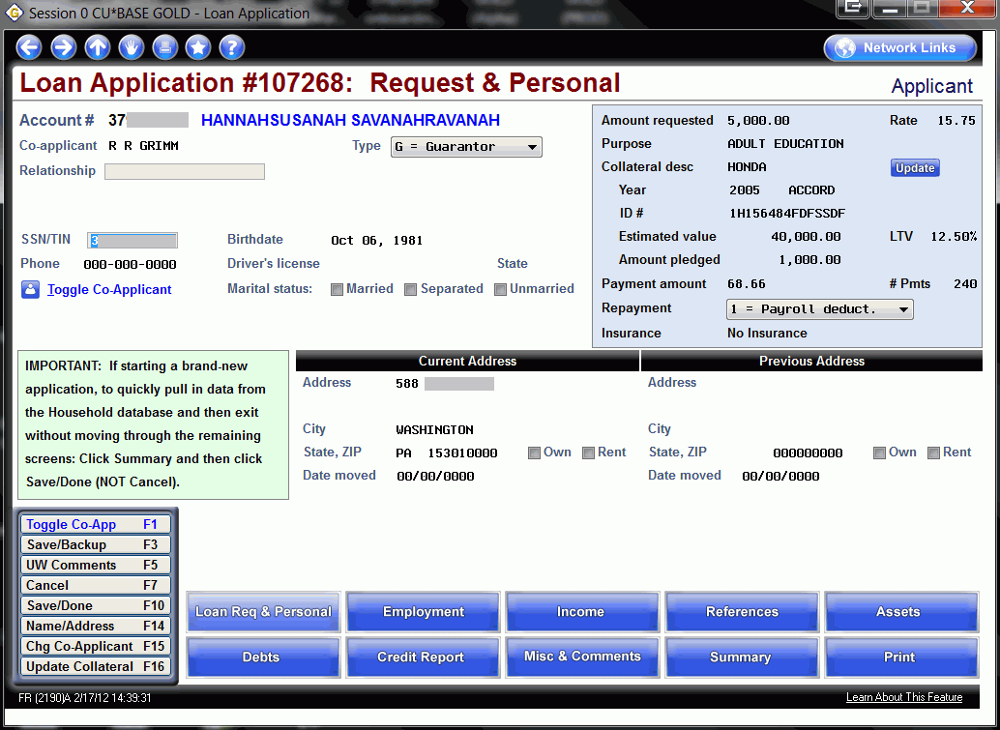 Session 0 CU*BASE GOLD - Loan Application
Network Links
Loan Application #107268: Request & Personal
Applicant
Account # 379 HANNAHSUSANAH SAVANAHRAVANAH
Co-applicant R R GRIMM Type G = Guarantor
Relationship
Amount requested 5,000.00 Rate 15.75
Purpose ADULT EDUCATION
Collateral desc HONDA Update
Year 2005 ACCORD
ID # 1H156484FDFSSDF
Estimated value 40,000.00 LTV 12.50%
Amount pledged 1,000.00
Payment amount 68.66 # Pmts 240
Repayment 1 = Payroll deduct.
Insurance No Insurance
SSN/TIN 3 Birthdate Oct 06, 1981
Phone 000-000-0000 Driver's license State
Toggle Co-Applicant Marital status: Married Separated Unmarried
IMPORTANT: If starting a brand-new
application, to quickly pull in data from
the Household database and then exit
without moving through the remaining
screens: Click Summary and then click
Save/Done (NOT Cancel).
Current Address
Address 588
City WASHINGTON
State, ZIP PA 153010000 Own Rent
Date moved 00/00/0000
Previous Address
Address
City
State, ZIP 000000000 Own Rent
Date moved 00/00/0000
Toggle Co-App F1
Save/Backup F3
UW Comments F5
Cancel F7
Save/Done F10
Name/Address F14
Chg Co-Applicant F15
Update Collateral F16
Loan Req & Personal Employment Income References Assets
Debts Credit Report Misc & Comments Summary Print
FR (2190)A 2/17/12 14:39:31
Learn About This Feature